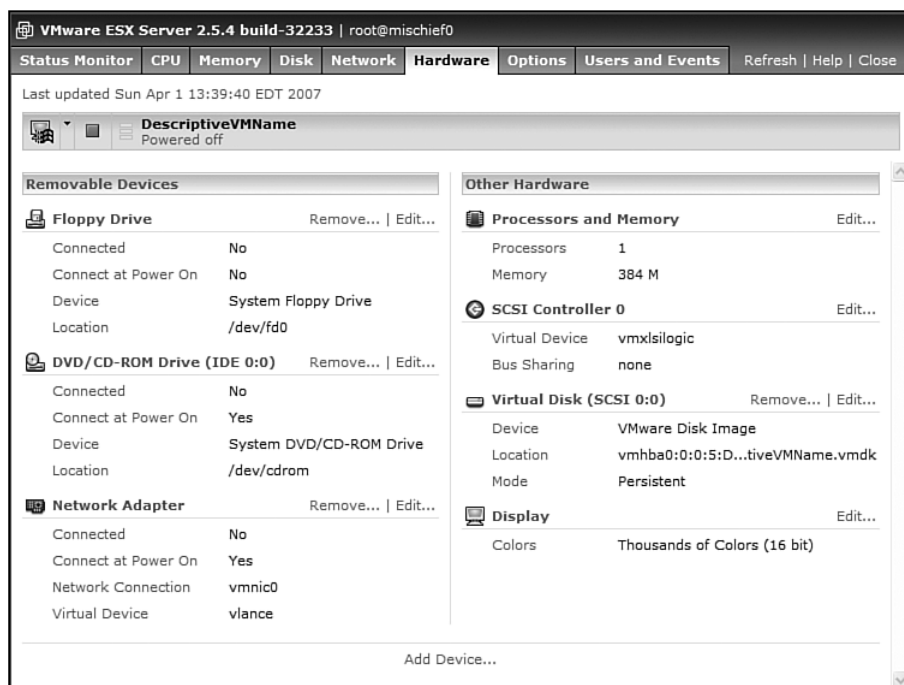 VMware ESX Server 2.5.4 build-32233 | root@mischief0
Status Monitor CPU Memory Disk Network Hardware Options Users and Events Refresh | Help | Close
Last updated Sun Apr 1 13:39:40 EDT 2007
DescriptiveVMName
Powered off
Removable Devices
Floppy Drive Remove... | Edit...
Connected No
Connect at Power On No
Device System Floppy Drive
Location /dev/fd0
DVD/CD-ROM Drive (IDE 0:0) Remove... | Edit...
Connected No
Connect at Power On Yes
Device System DVD/CD-ROM Drive
Location /dev/cdrom
Network Adapter Remove... | Edit...
Connected No
Connect at Power On Yes
Network Connection vmnic0
Virtual Device vlance
Other Hardware
Processors and Memory Edit...
Processors 1
Memory 384 M
SCSI Controller 0 Edit...
Virtual Device vmxlsilogic
Bus Sharing none
Virtual Disk (SCSI 0:0) Remove... | Edit...
Device VMware Disk Image
Location vmhba0:0:0:5:D...tiveVMName.vmdk
Mode Persistent
Display Edit...
Colors Thousands of Colors (16 bit)
Add Device...